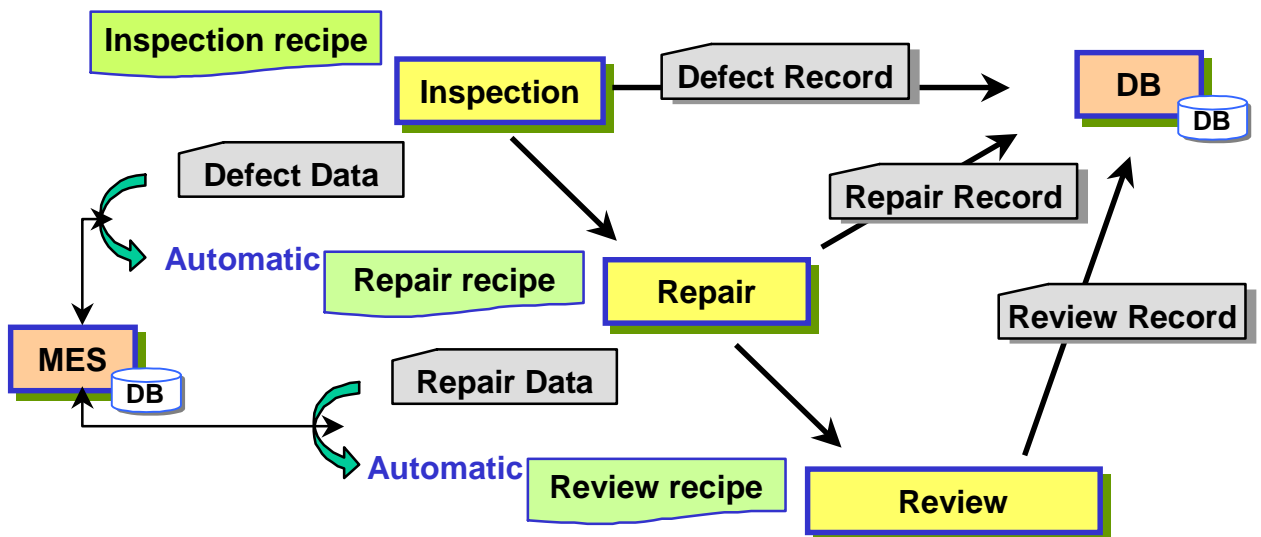 Inspection recipe
Inspection
Defect Record
DB
DB
Defect Data
Repair Record
Automatic
Repair recipe
Repair
Review Record
MES
DB
Repair Data
Automatic
Review recipe
Review